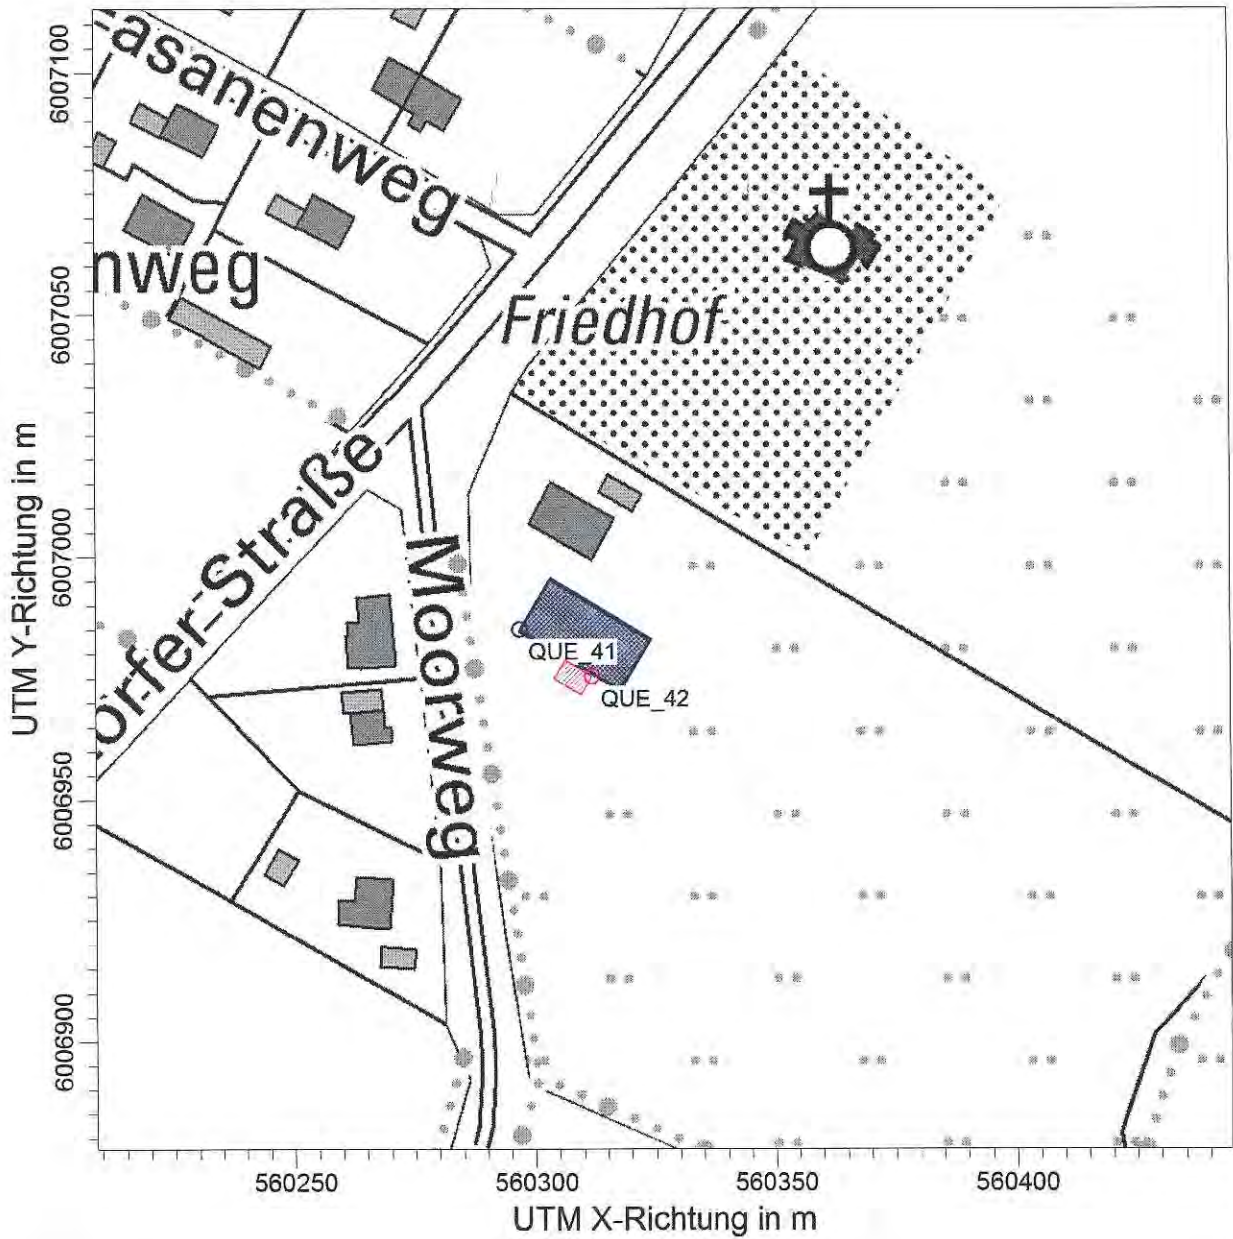 asanenweg
nweg
Friedhof
orfer Straße
Moorweg
QUE_41
QUE_42
6007100
6007050
6007000
6006950
6006900
UTM Y-Richtung in m
560250
560300
560350
560400
UTM X-Richtung in m